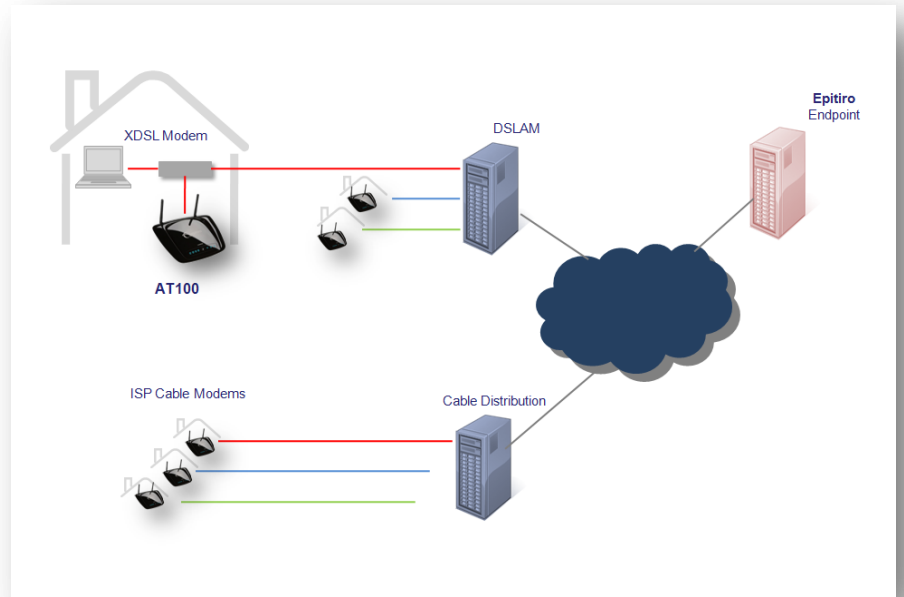 Epitiro
Endpoint
XDSL Modem
DSLAM
AT100
ISP Cable Modems
Cable Distribution